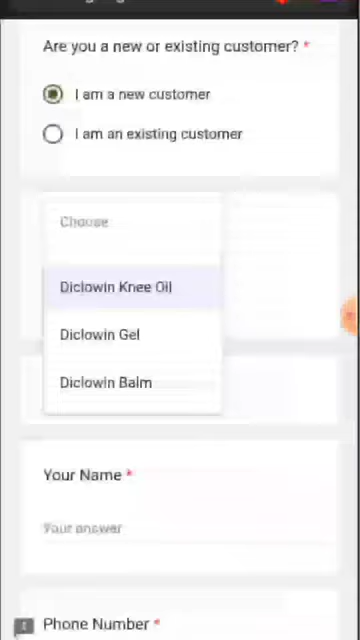 Are you a new or existing customer? *
I am a new customer
I am an existing customer
Choose
Diclowin Knee Oil
Diclowin Gel
Diclowin Balm
Your Name *
Your answer
Phone Number *